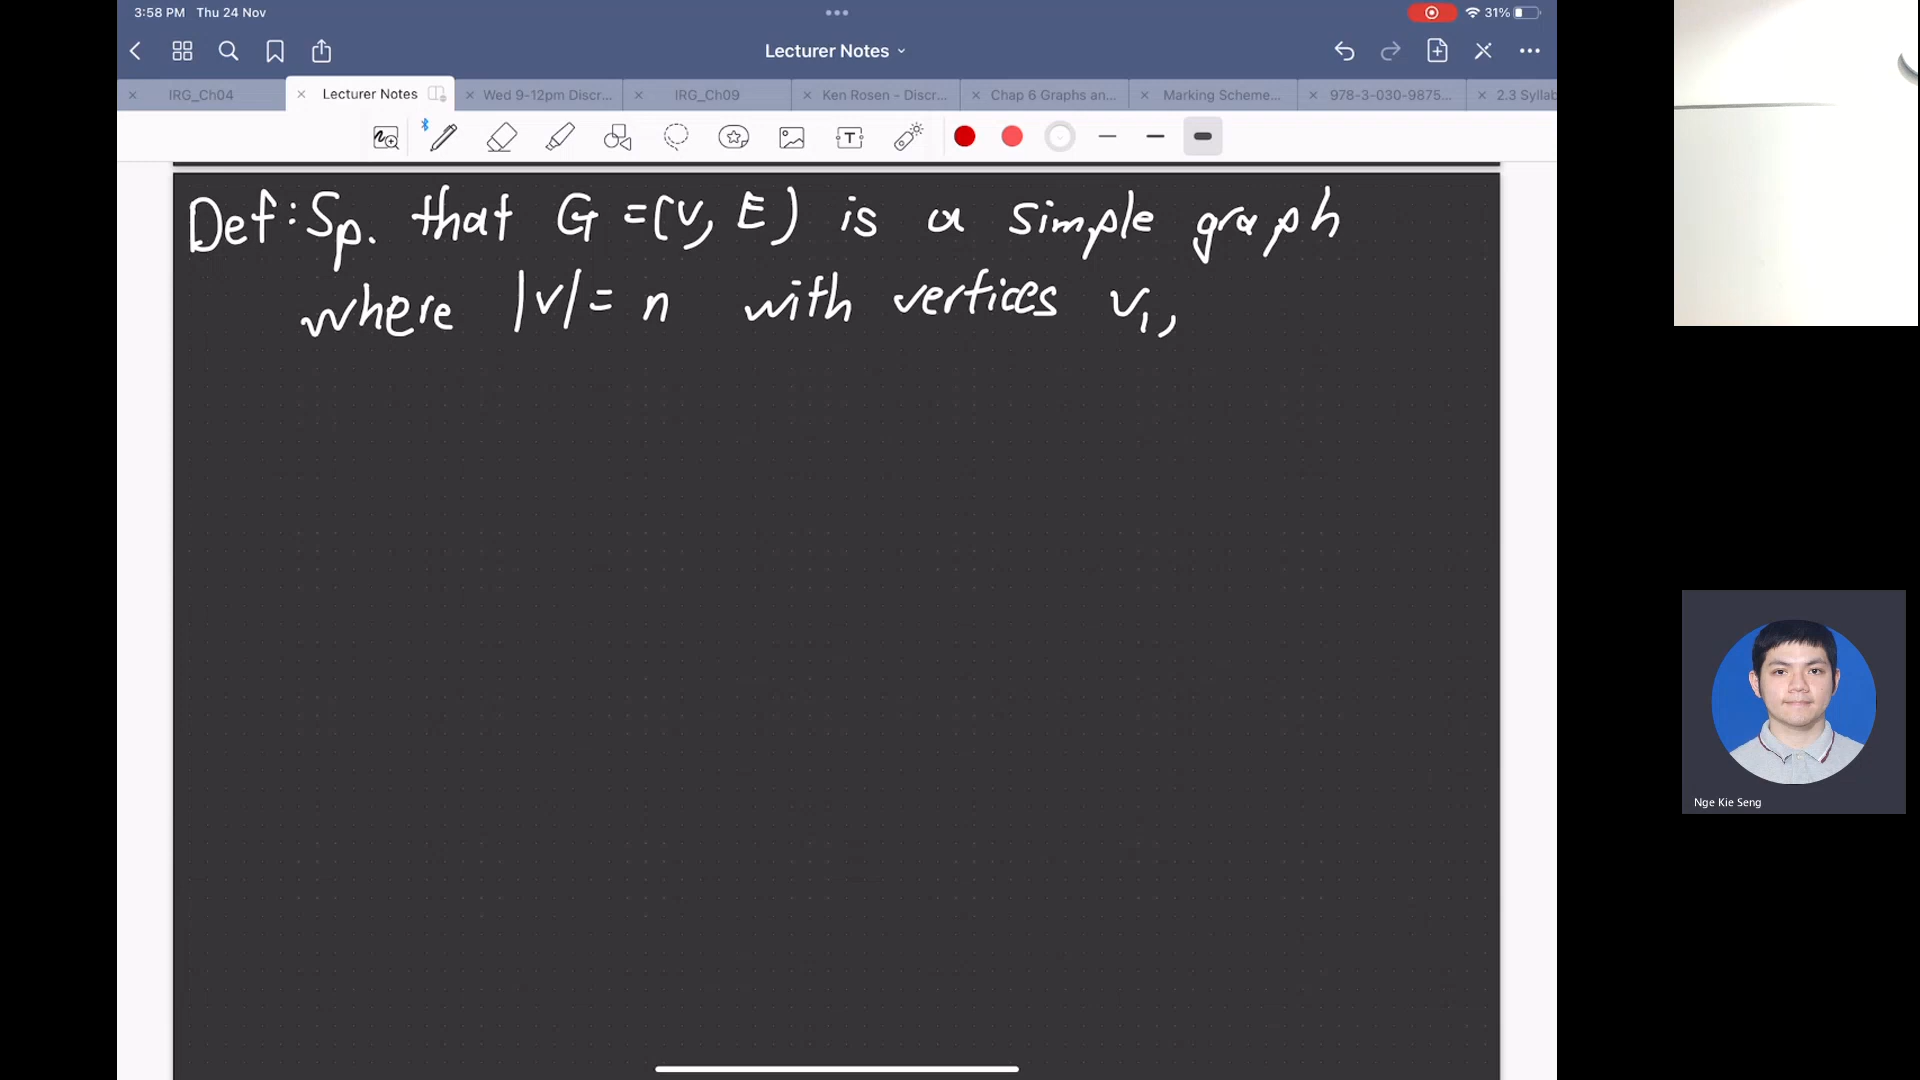 3:58 PM Thu 24 Nov
31%
Lecturer Notes
IRG_Ch04
Lecturer Notes
Wed 9-12pm Discr...
IRG_Ch09
Ken Rosen – Discr...
Chap 6 Graphs an...
Marking Scheme...
978-3-030-9875...
2.3 Syllab
Def: Sp. that G = (V, E) is a simple graph
where |V| = n with vertices v₁,
Nge Kie Seng